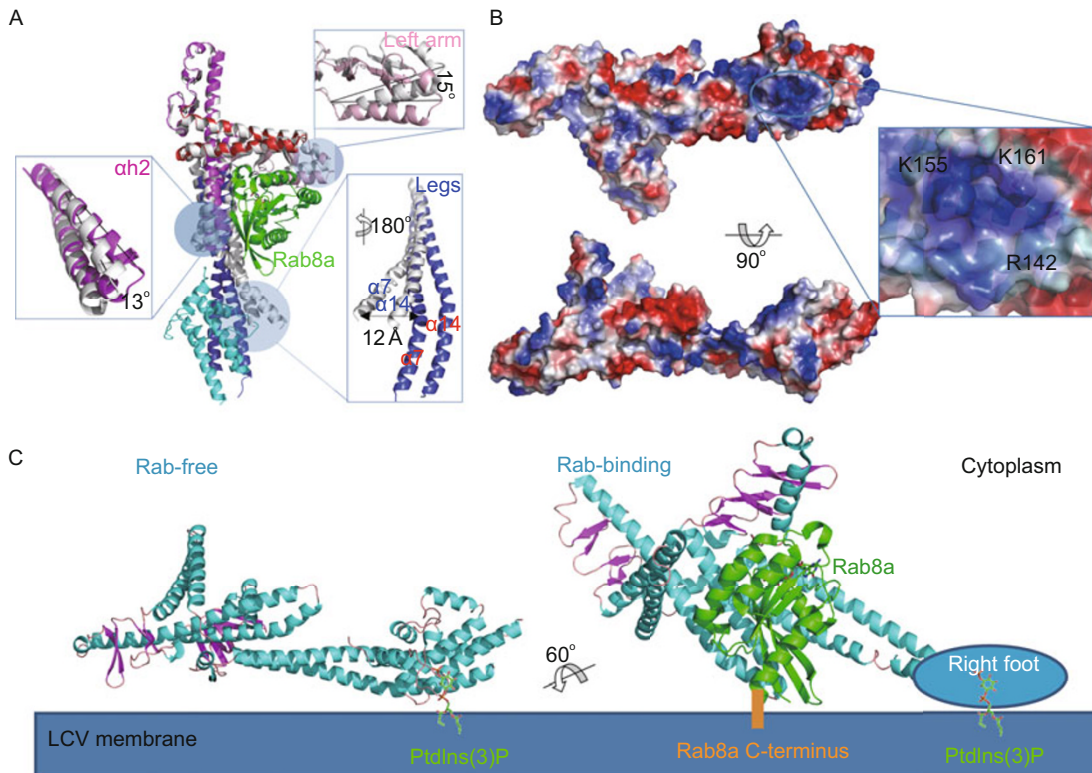 A
Left arm
15°
αh2
13°
Rab8a
Legs
180°
α7
α14
12 Å
α14
α7
B
90°
K155
K161
R142
C
Rab-free
Rab-binding
Cytoplasm
Rab8a
60°
Right foot
LCV membrane
PtdIns(3)P
Rab8a C-terminus
PtdIns(3)P